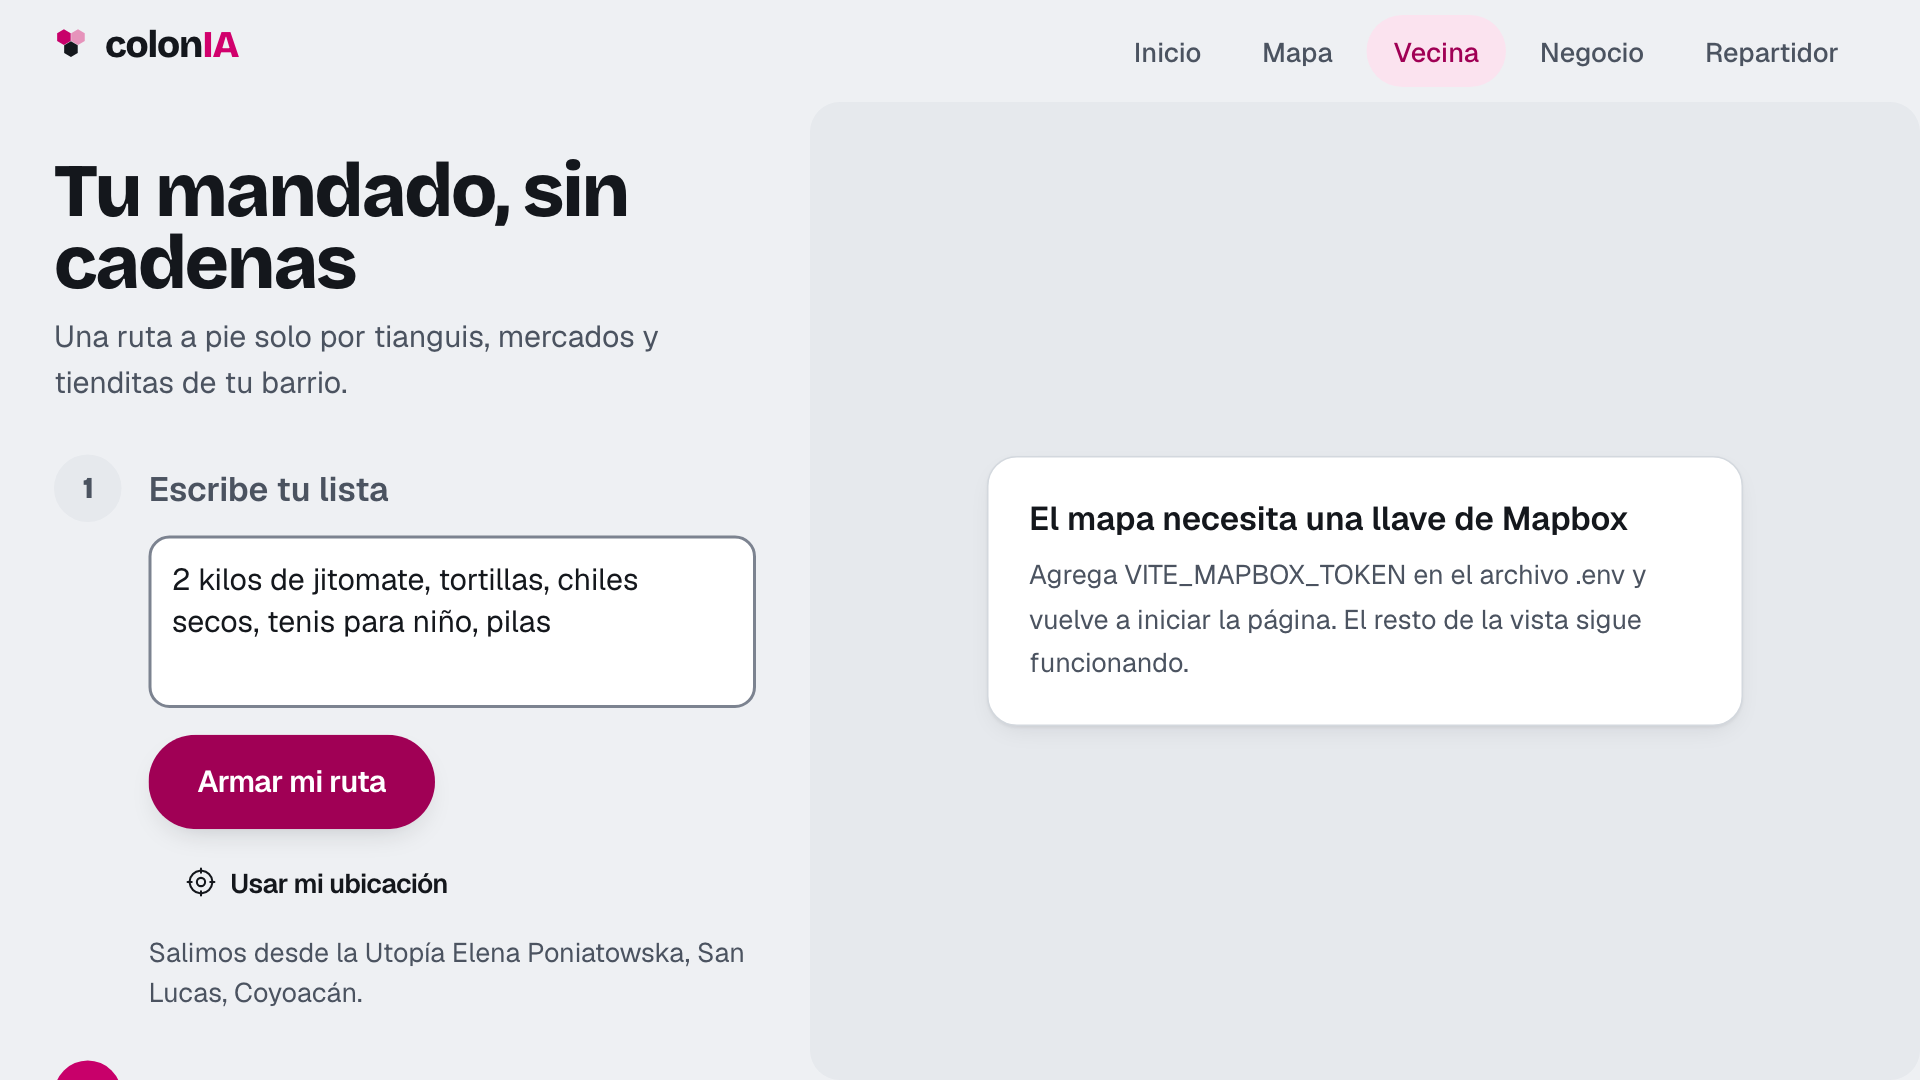 colonIA
Inicio
Mapa
Vecina
Negocio
Repartidor
Tu mandado, sin
cadenas
Una ruta a pie solo por tianguis, mercados y
tienditas de tu barrio.
1
Escribe tu lista
2 kilos de jitomate, tortillas, chiles
secos, tenis para niño, pilas
Armar mi ruta
Usar mi ubicación
Salimos desde la Utopía Elena Poniatowska, San
Lucas, Coyoacán.
El mapa necesita una llave de Mapbox
Agrega VITE_MAPBOX_TOKEN en el archivo .env y
vuelve a iniciar la página. El resto de la vista sigue
funcionando.